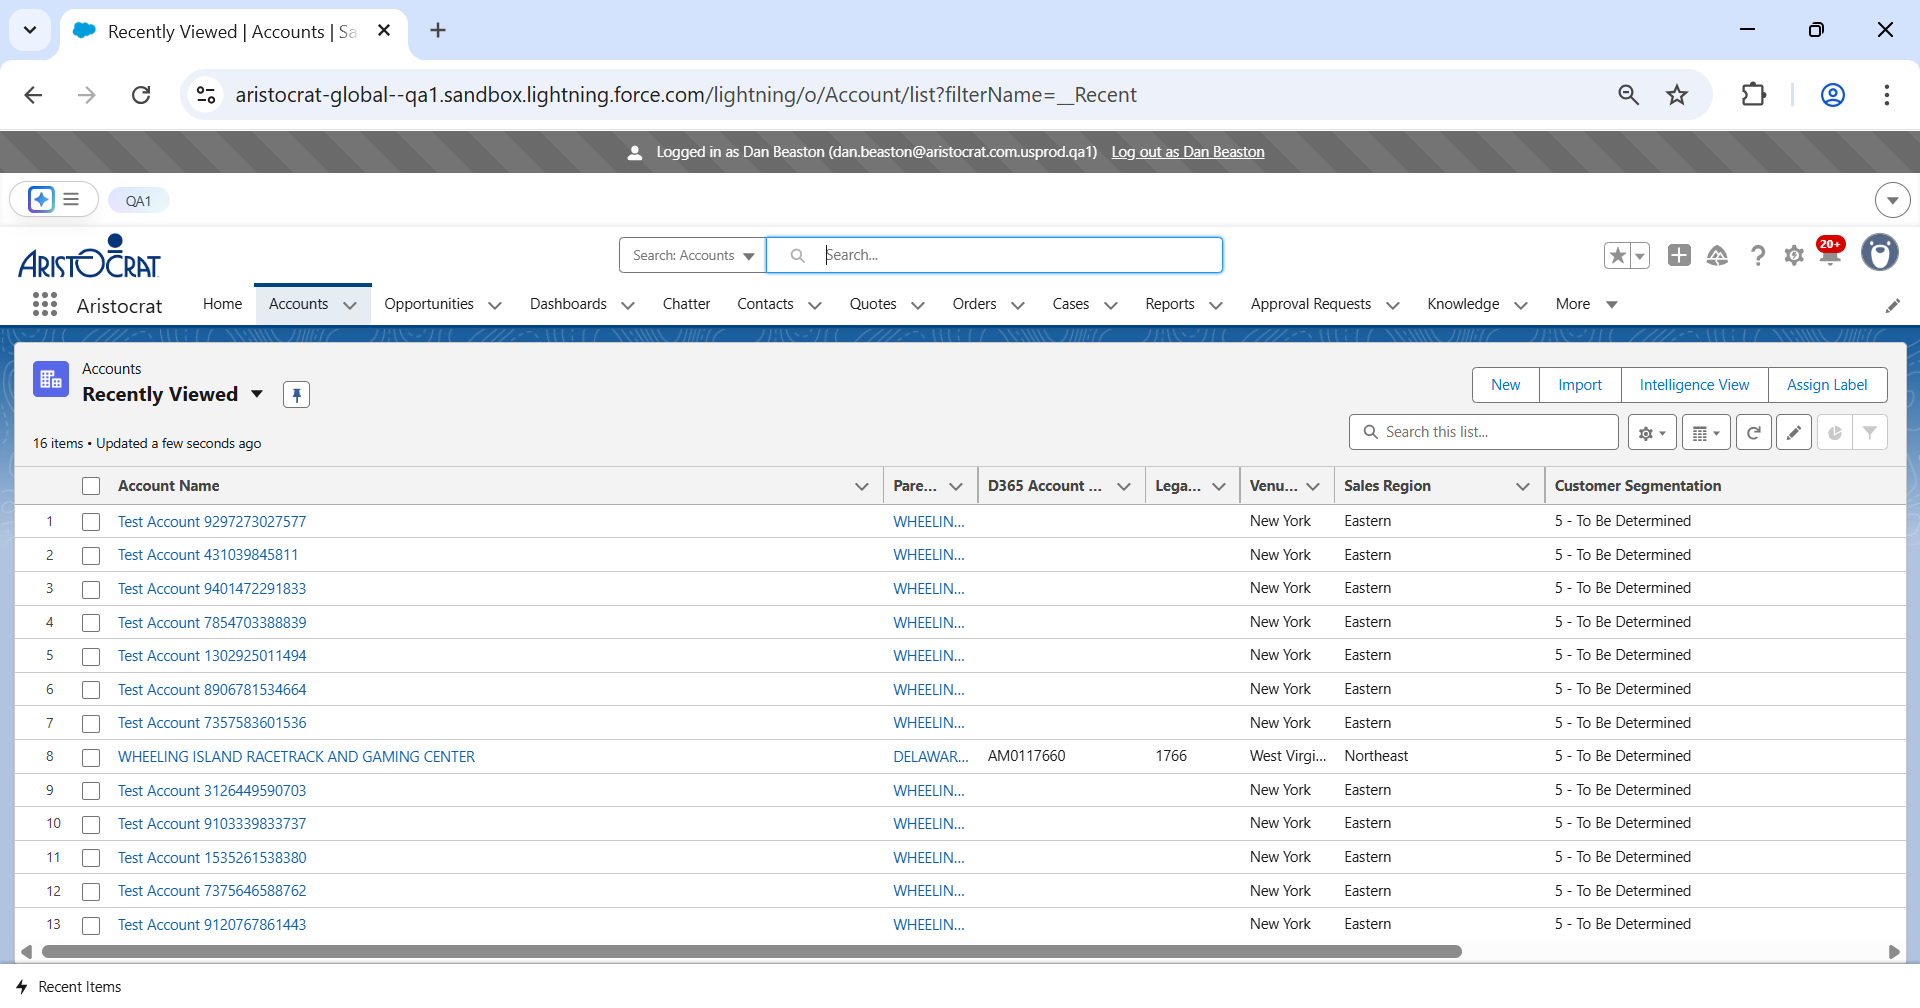 Recently Viewed | Accounts | Sa
aristocrat-global--qa1.sandbox.lightning.force.com/lightning/o/Account/list?filterName=__Recent
Logged in as Dan Beaston (dan.beaston@aristocrat.com.usprod.qa1) Log out as Dan Beaston
QA1
ARISTOCRAT
Search: Accounts
Search...
20+
Aristocrat Home Accounts Opportunities Dashboards Chatter Contacts Quotes Orders Cases Reports Approval Requests Knowledge More
Accounts
Recently Viewed
New Import Intelligence View Assign Label
16 items • Updated a few seconds ago
Search this list...
Account Name Pare... D365 Account ... Lega... Venu... Sales Region Customer Segmentation
1 Test Account 9297273027577 WHEELIN... New York Eastern 5 - To Be Determined
2 Test Account 431039845811 WHEELIN... New York Eastern 5 - To Be Determined
3 Test Account 9401472291833 WHEELIN... New York Eastern 5 - To Be Determined
4 Test Account 7854703388839 WHEELIN... New York Eastern 5 - To Be Determined
5 Test Account 1302925011494 WHEELIN... New York Eastern 5 - To Be Determined
6 Test Account 8906781534664 WHEELIN... New York Eastern 5 - To Be Determined
7 Test Account 7357583601536 WHEELIN... New York Eastern 5 - To Be Determined
8 WHEELING ISLAND RACETRACK AND GAMING CENTER DELAWAR... AM0117660 1766 West Virgi... Northeast 5 - To Be Determined
9 Test Account 3126449590703 WHEELIN... New York Eastern 5 - To Be Determined
10 Test Account 9103339833737 WHEELIN... New York Eastern 5 - To Be Determined
11 Test Account 1535261538380 WHEELIN... New York Eastern 5 - To Be Determined
12 Test Account 7375646588762 WHEELIN... New York Eastern 5 - To Be Determined
13 Test Account 9120767861443 WHEELIN... New York Eastern 5 - To Be Determined
Recent Items